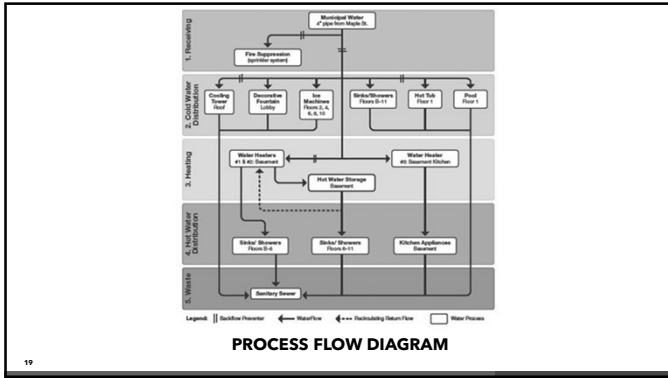 Municipal Water
4" pipe from Maple St.
1. Receiving
Fire Suppression
(sprinkler system)
2. Cold Water
Distribution
Cooling
Tower
Roof
Decorative
Fountain
Lobby
Ice
Machines
Floors 2, 4,
6, 8, 10
Sinks/Showers
Floors B-11
Hot Tub
Floor 1
Pool
Floor 1
3. Heating
Water Heaters
#1 & #2: Basement
Water Heater
#3: Basement Kitchen
Hot Water Storage
Basement
4. Hot Water
Distribution
Sinks/ Showers
Floors
Sinks/ Showers
Floors 6-11
Kitchen Appliances
Basement
5. Waste
Sanitary Sewer
Legend:
Backflow Preventer
Water Flow
Recirculating Return Flow
Water Process
PROCESS FLOW DIAGRAM
19